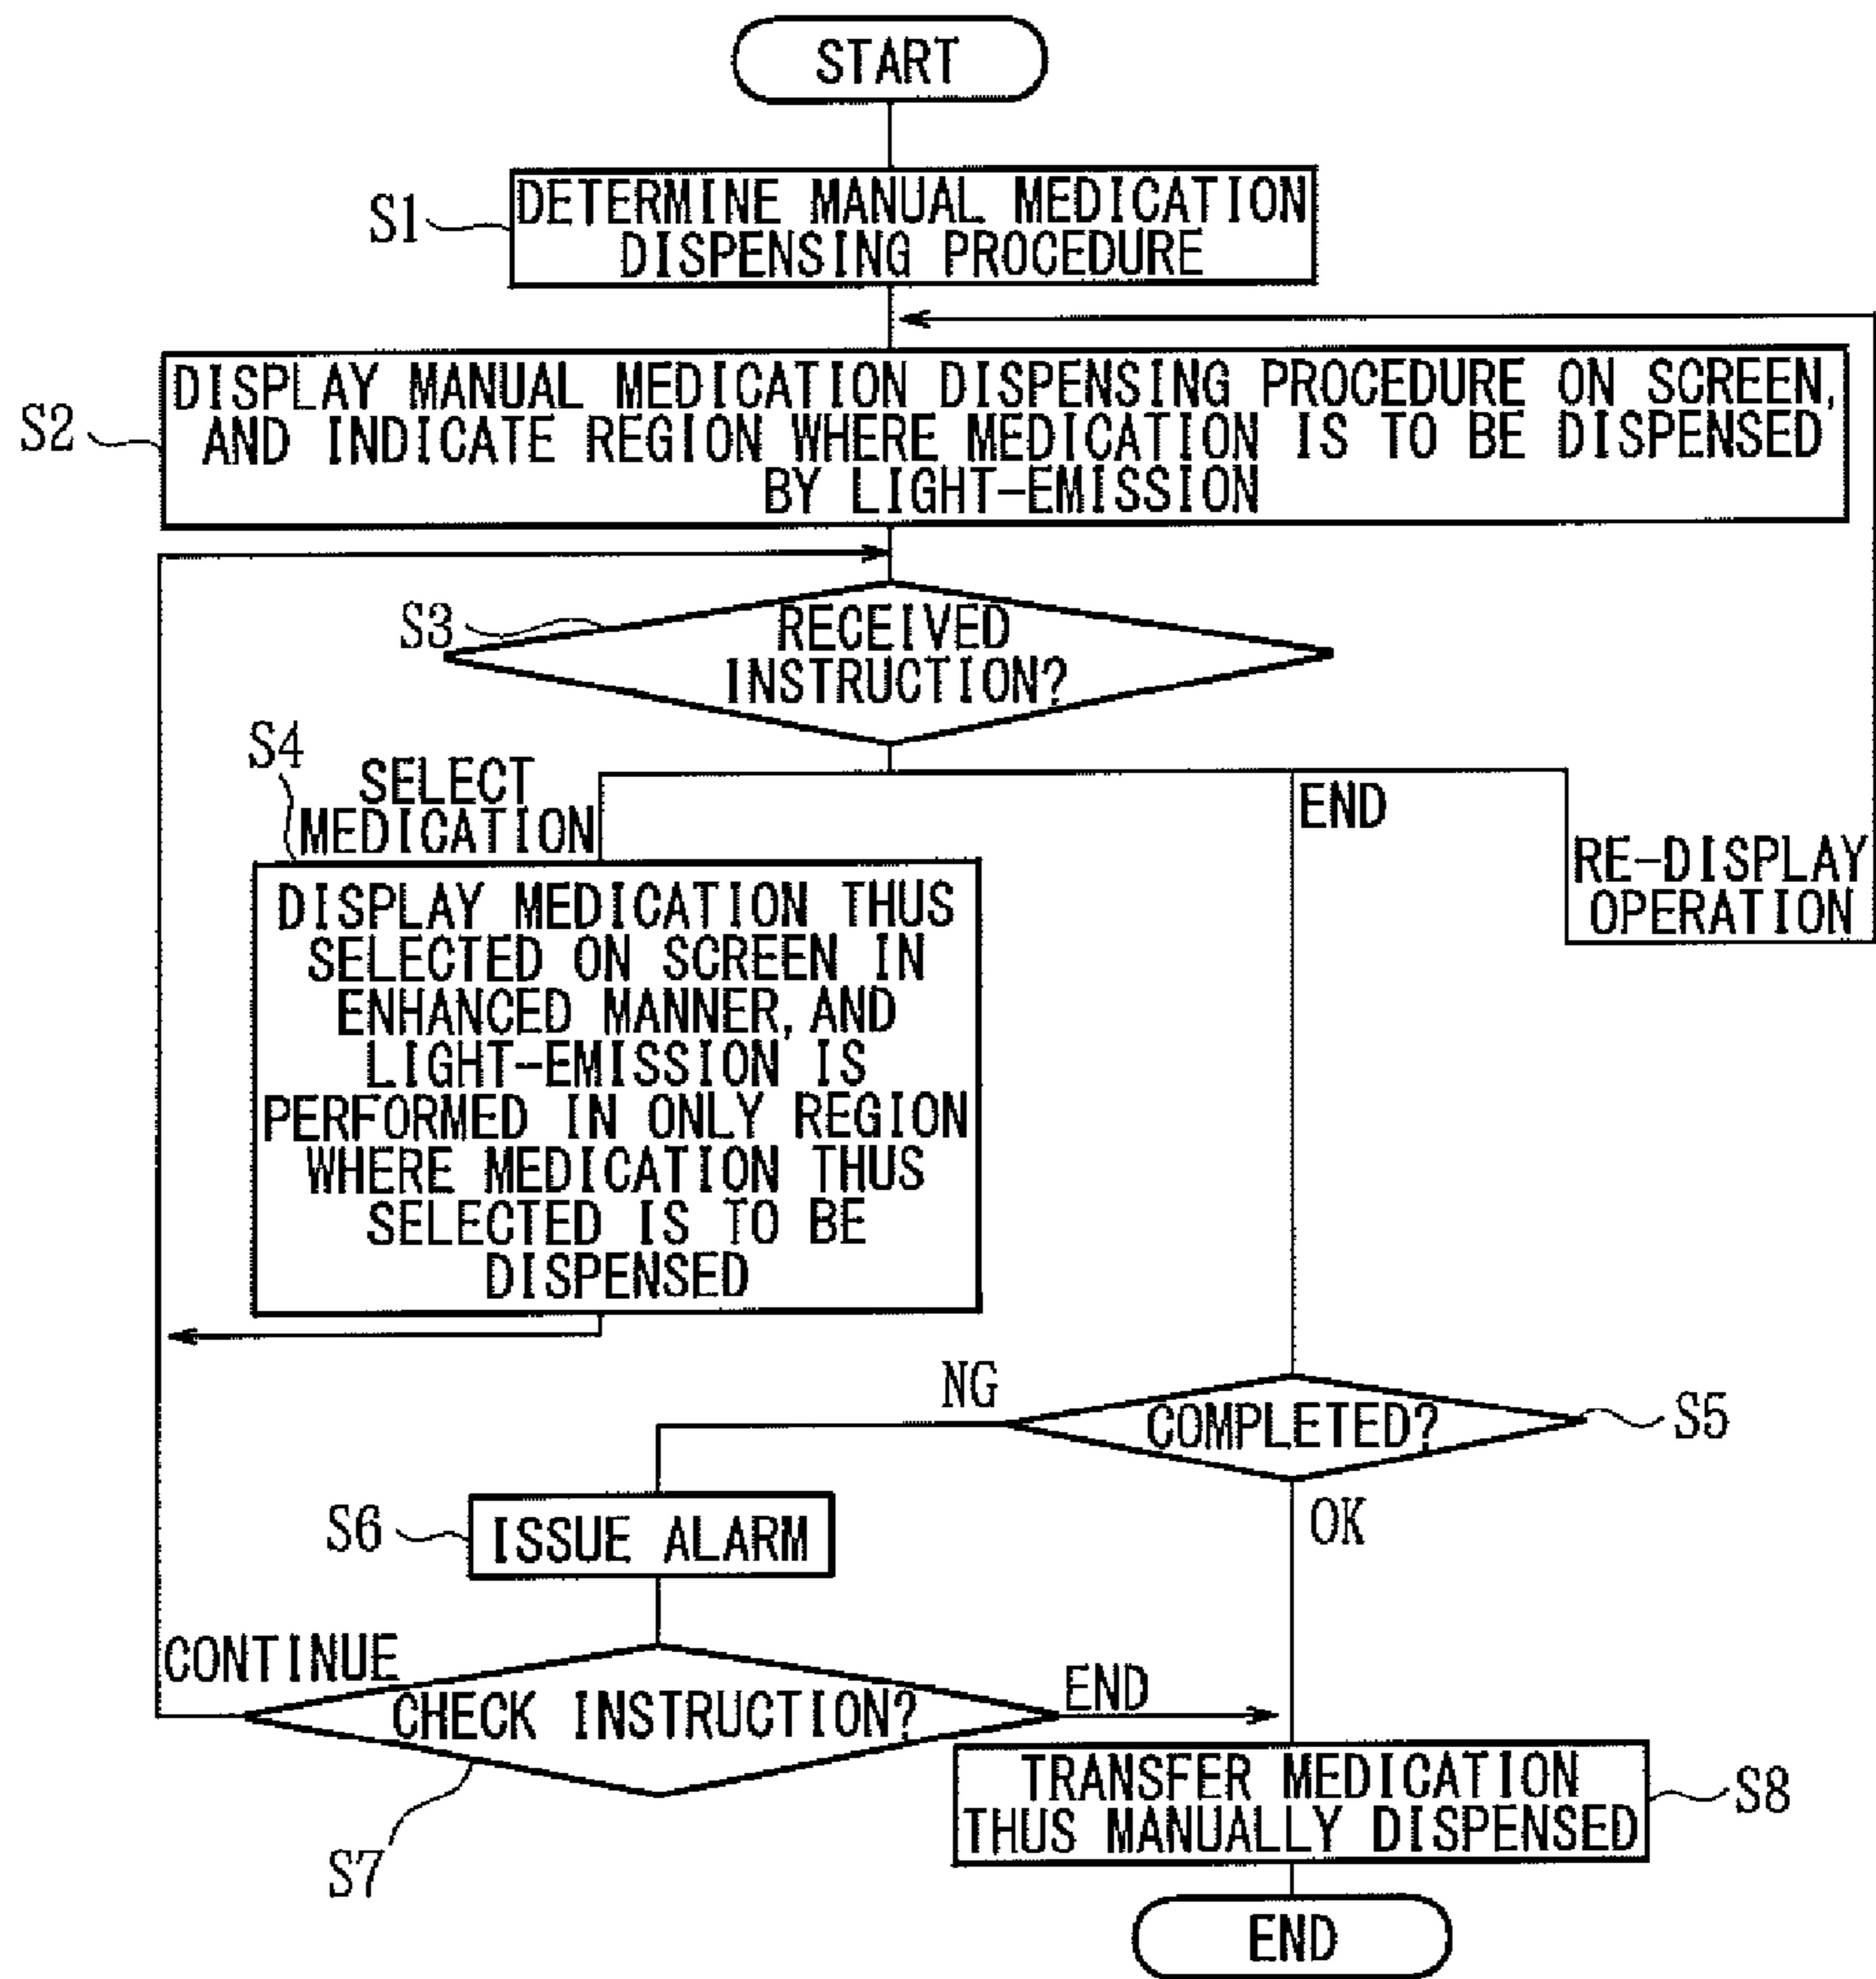 START
S1
DETERMINE MANUAL MEDICATION
DISPENSING PROCEDURE
S2
DISPLAY MANUAL MEDICATION DISPENSING PROCEDURE ON SCREEN,
AND INDICATE REGION WHERE MEDICATION IS TO BE DISPENSED
BY LIGHT-EMISSION
S3
RECEIVED
INSTRUCTION?
S4
SELECT
MEDICATION
END
RE-DISPLAY
OPERATION
DISPLAY MEDICATION THUS
SELECTED ON SCREEN IN
ENHANCED MANNER, AND
LIGHT-EMISSION IS
PERFORMED IN ONLY REGION
WHERE MEDICATION THUS
SELECTED IS TO BE
DISPENSED
NG
COMPLETED?
S5
OK
S6
ISSUE ALARM
CONTINUE
CHECK INSTRUCTION?
END
S7
TRANSFER MEDICATION
THUS MANUALLY DISPENSED
S8
END